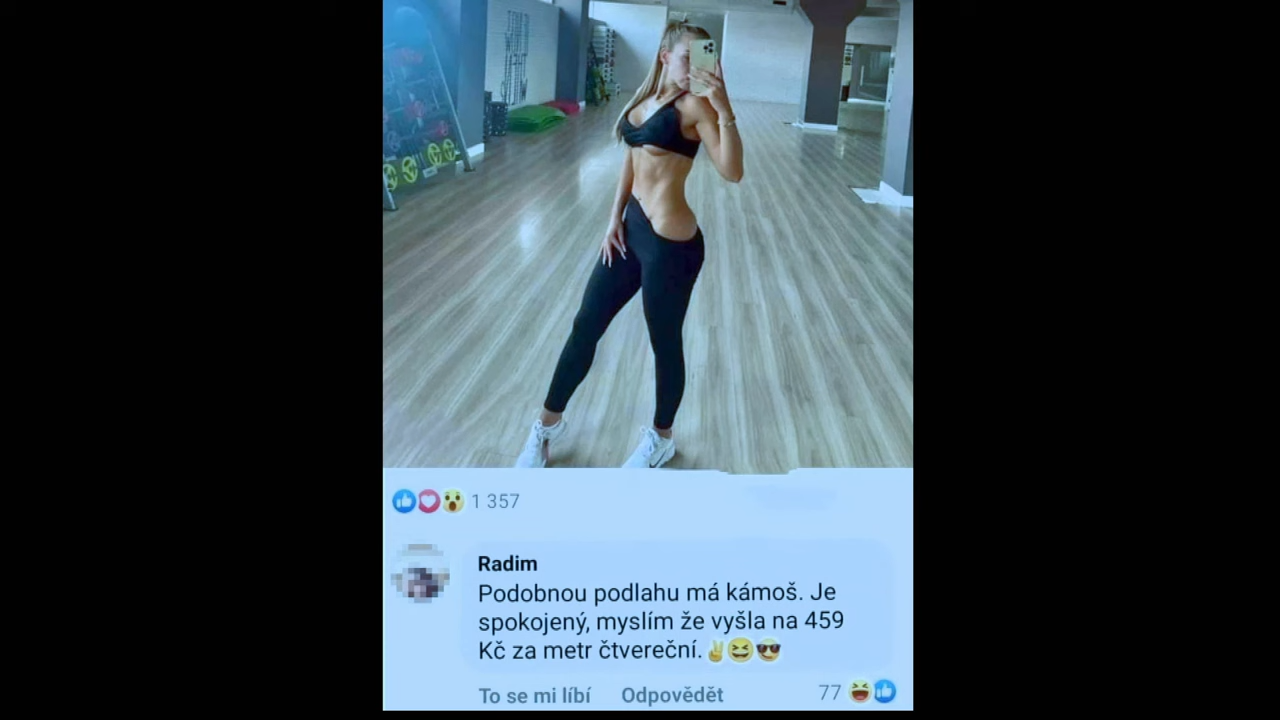 1 357
Radim
Podobnou podlahu má kámoš. Je
spokojený, myslím že vyšla na 459
Kč za metr čtvereční.✌️😆😎
To se mi líbí Odpovědět 77